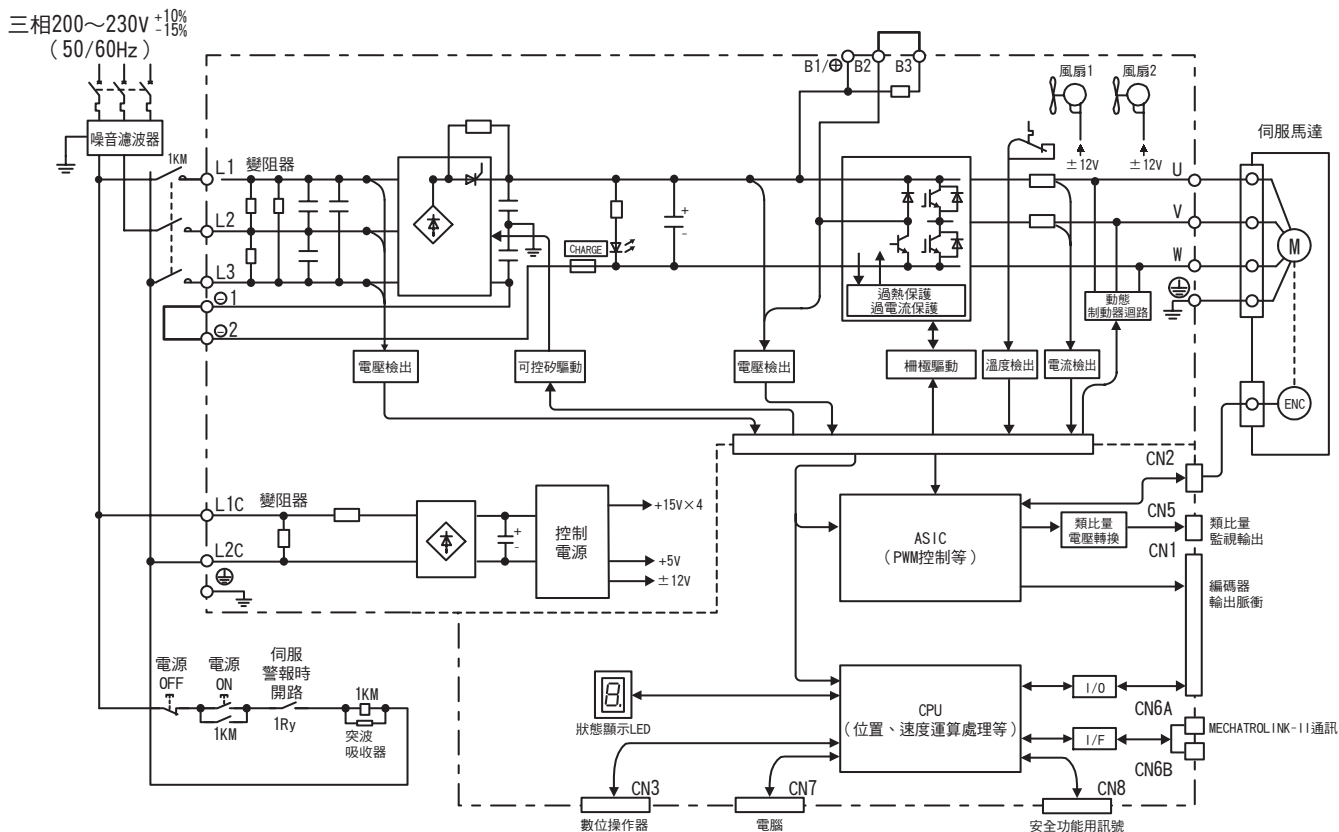 三相200～230V +10% -15%
(50/60Hz)
噪音濾波器
1KM
L1
變阻器
L2
L3
⊖1
⊖2
CHARGE
B1/⊕
B2
B3
風扇1
風扇2
±12V
±12V
伺服馬達
U
V
W
M
ENC
過熱保護
過電流保護
動態
制動器迴路
電壓檢出
可控矽驅動
電壓檢出
柵極驅動
溫度檢出
電流檢出
L1C
變阻器
L2C
+
-
+
-
控制
電源
+15V×4
+5V
±12V
ASIC
(PWM控制等)
類比量
電壓轉換
CN2
CN5
類比量
監視輸出
CN1
編碼器
輸出脈衝
電源
OFF
電源
ON
1KM
伺服
警報時
開路
1Ry
1KM
突波
吸收器
8.
狀態顯示LED
CPU
(位置、速度運算處理等)
I/O
I/F
CN6A
MECHATROLINK-II通訊
CN6B
CN3
數位操作器
CN7
電腦
CN8
安全功能用訊號